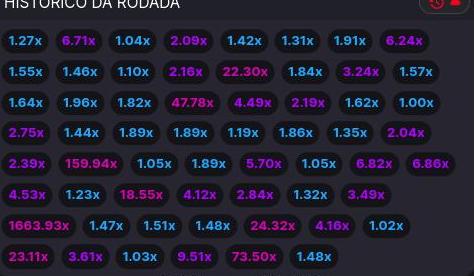 HISTÓRICO DA RODADA
1.27x 6.71x 1.04x 2.09x 1.42x 1.31x 1.91x 6.24x
1.55x 1.46x 1.10x 2.16x 22.30x 1.84x 3.24x 1.57x
1.64x 1.96x 1.82x 47.78x 4.49x 2.19x 1.62x 1.00x
2.75x 1.44x 1.89x 1.89x 1.19x 1.86x 1.35x 2.04x
2.39x 159.94x 1.05x 1.89x 5.70x 1.05x 6.82x 6.86x
4.53x 1.23x 18.55x 4.12x 2.84x 1.32x 3.49x
1663.93x 1.47x 1.51x 1.48x 24.32x 4.16x 1.02x
23.11x 3.61x 1.03x 9.51x 73.50x 1.48x